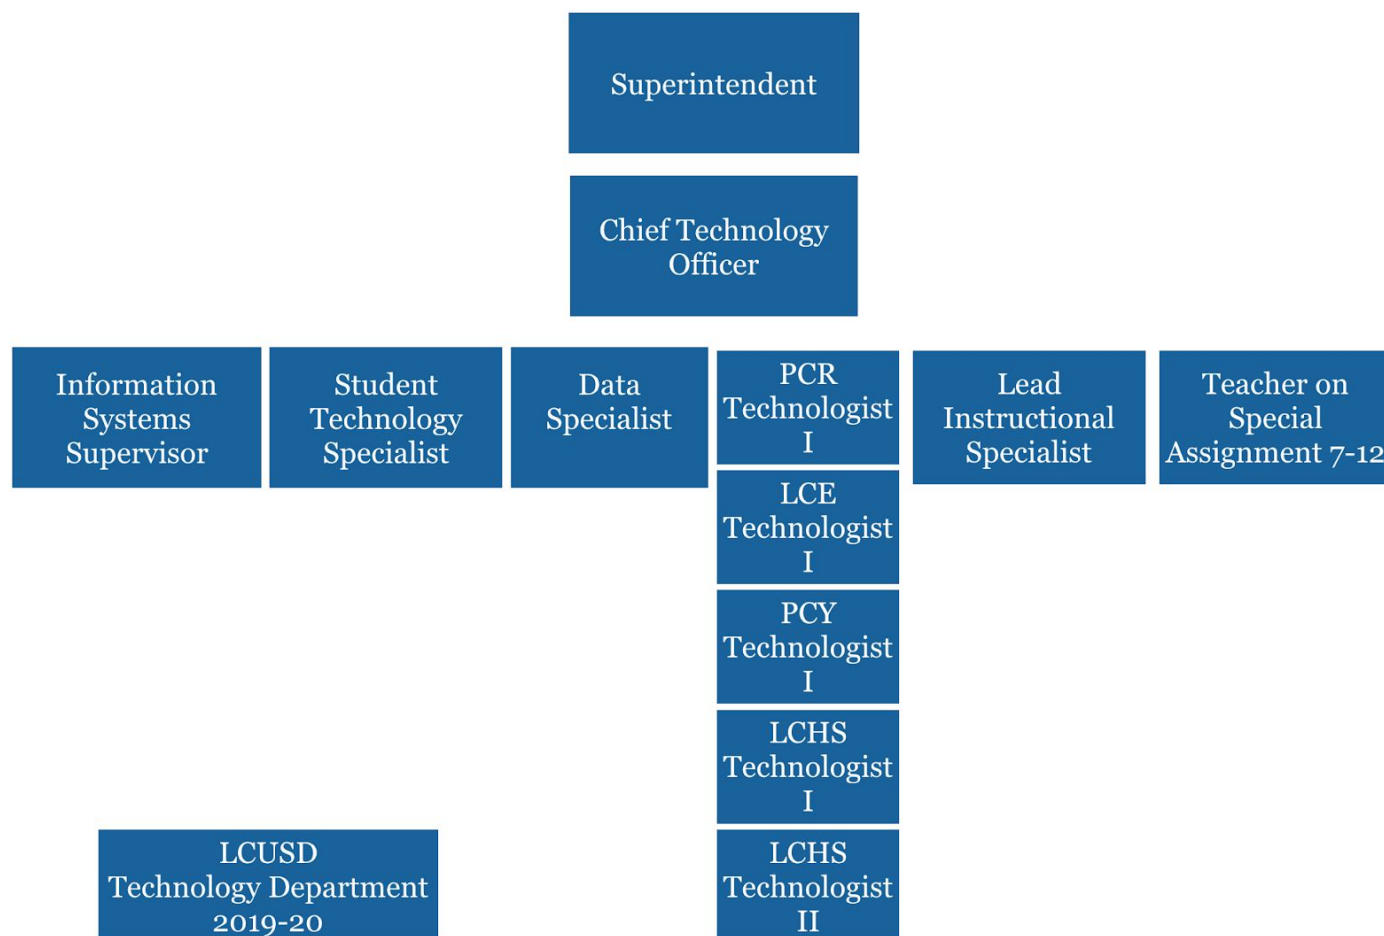 Superintendent
Chief Technology
Officer
Information
Systems
Supervisor
Student
Technology
Specialist
Data
Specialist
PCR
Technologist
I
LCE
Technologist
I
PCY
Technologist
I
LCHS
Technologist
I
LCHS
Technologist
II
Lead
Instructional
Specialist
Teacher on
Special
Assignment 7-12
LCUSD
Technology Department
2019-20